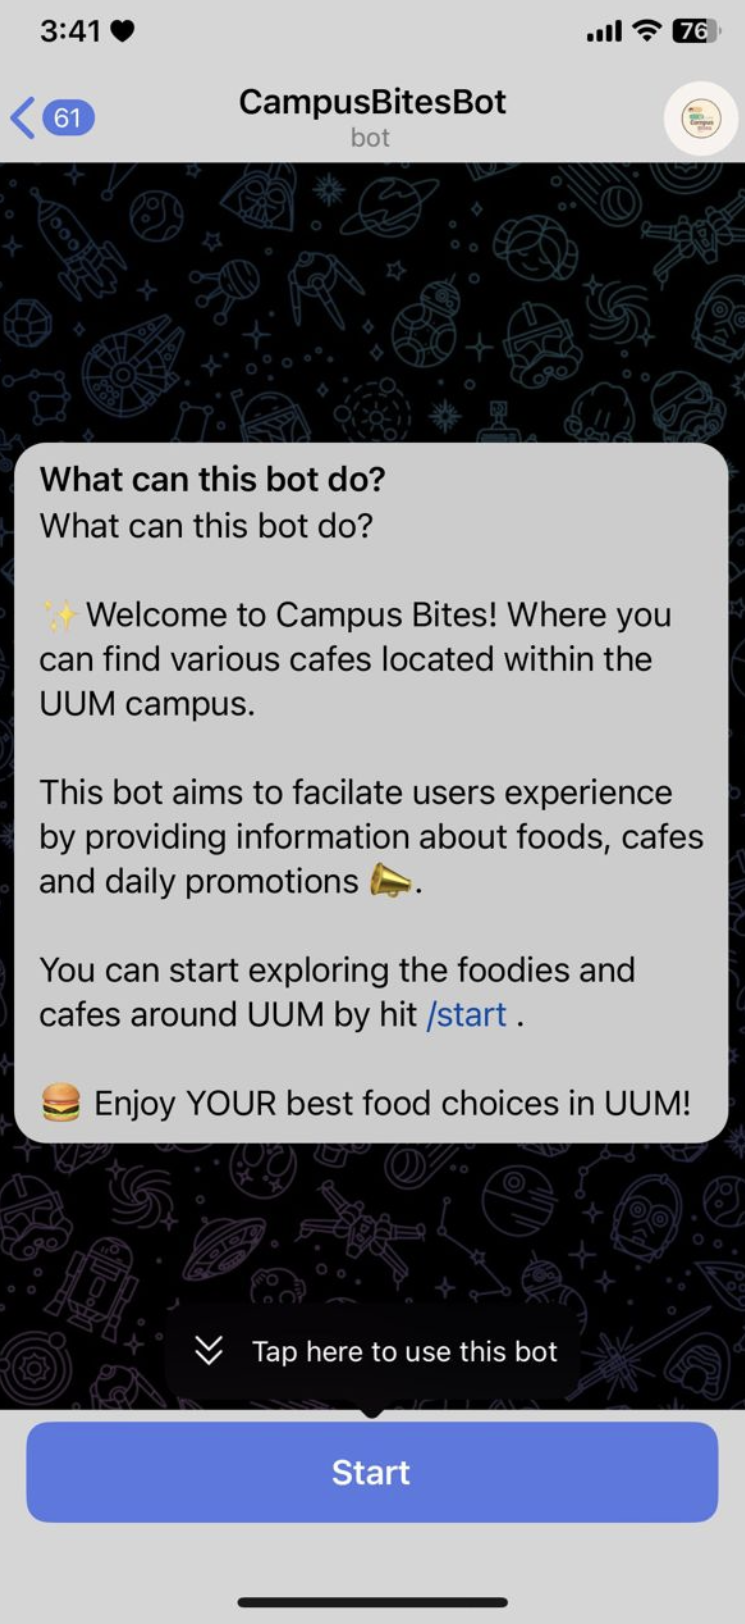 3:41
76
61
CampusBitesBot
bot
What can this bot do?
What can this bot do?
✨ Welcome to Campus Bites! Where you
can find various cafes located within the
UUM campus.
This bot aims to facilate users experience
by providing information about foods, cafes
and daily promotions 📣.
You can start exploring the foodies and
cafes around UUM by hit /start .
🍔 Enjoy YOUR best food choices in UUM!
Tap here to use this bot
Start